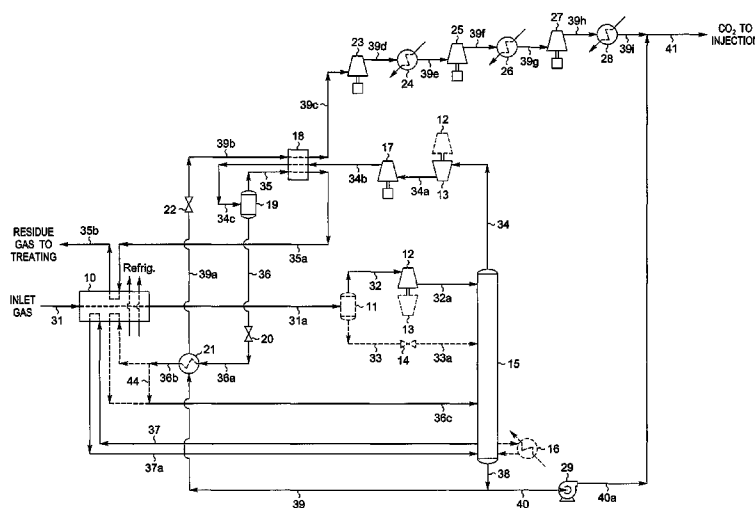 27
39h
CO2 TO
INJECTION
25
39f
28
39i
41
23
39d
26
39g
24
39e
39c
12
18
17
39b
35
34b
13
34a
19
22
34c
34
RESIDUE
GAS TO
TREATING
35b
35a
39a
36
12
32
32a
10
Refrig.
INLET
GAS
31
31a
11
13
20
33
14
33a
15
21
44
36b
36a
36c
37
16
37a
38
29
39
40
40a